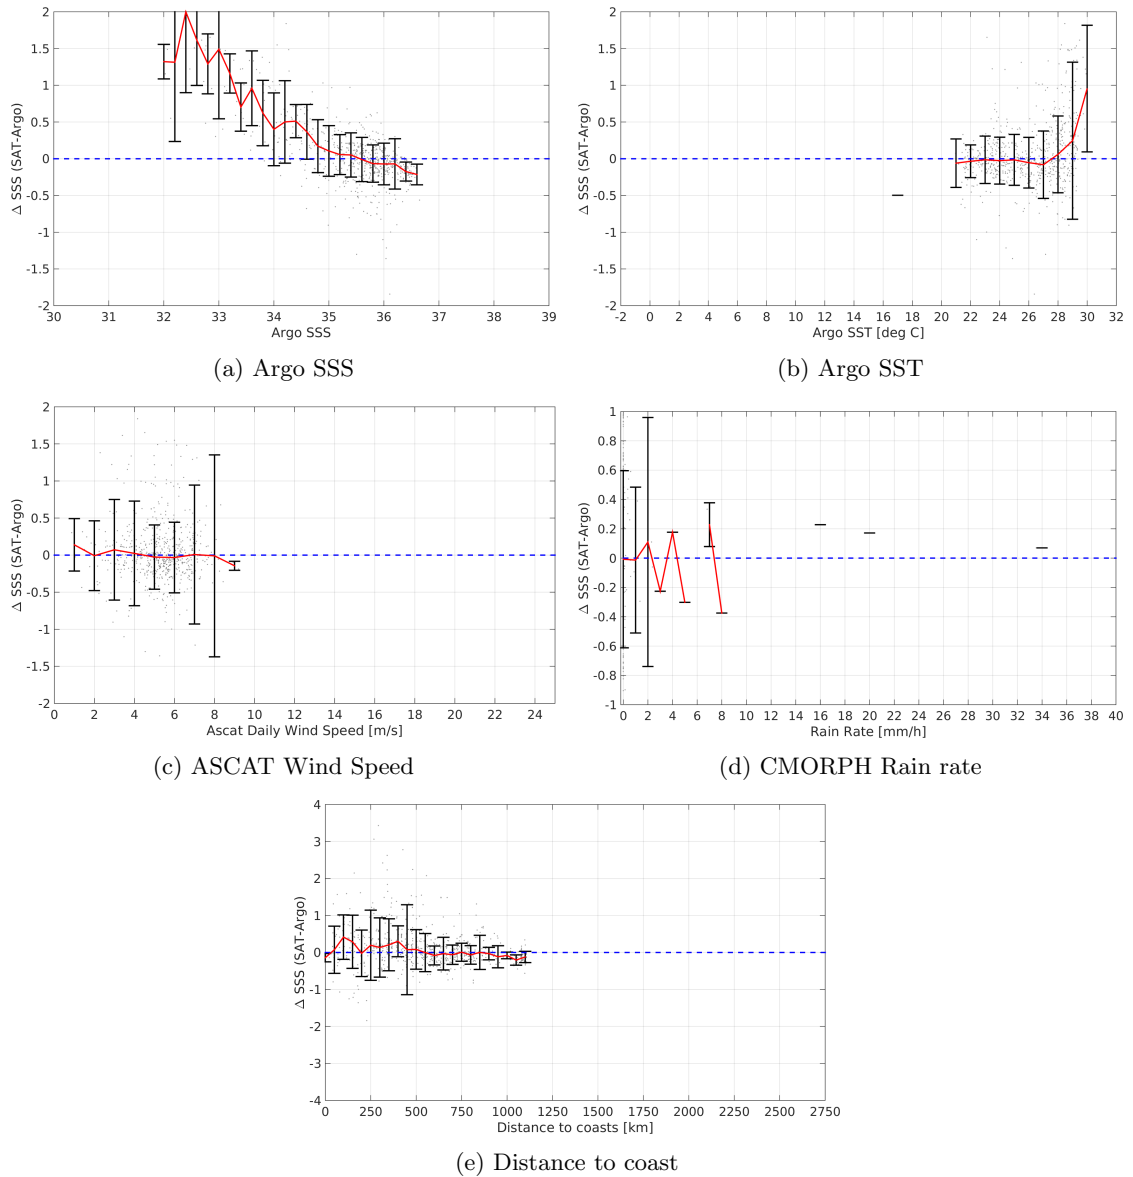 2
1.5
1
0.5
0
-0.5
-1
-1.5
-2
Δ SSS (SAT-Argo)
30 31 32 33 34 35 36 37 38 39
Argo SSS
(a) Argo SSS
2
1.5
1
0.5
0
-0.5
-1
-1.5
-2
Δ SSS (SAT-Argo)
-2 0 2 4 6 8 10 12 14 16 18 20 22 24 26 28 30 32
Argo SST [deg C]
(b) Argo SST
2
1.5
1
0.5
0
-0.5
-1
-1.5
-2
Δ SSS (SAT-Argo)
0 2 4 6 8 10 12 14 16 18 20 22 24
Ascat Daily Wind Speed [m/s]
(c) ASCAT Wind Speed
1
0.8
0.6
0.4
0.2
0
-0.2
-0.4
-0.6
-0.8
-1
Δ SSS (SAT-Argo)
0 2 4 6 8 10 12 14 16 18 20 22 24 26 28 30 32 34 36 38 40
Rain Rate [mm/h]
(d) CMORPH Rain rate
4
3
2
1
0
-1
-2
-3
-4
Δ SSS (SAT-Argo)
0 250 500 750 1000 1250 1500 1750 2000 2250 2500 2750
Distance to coasts [km]
(e) Distance to coast